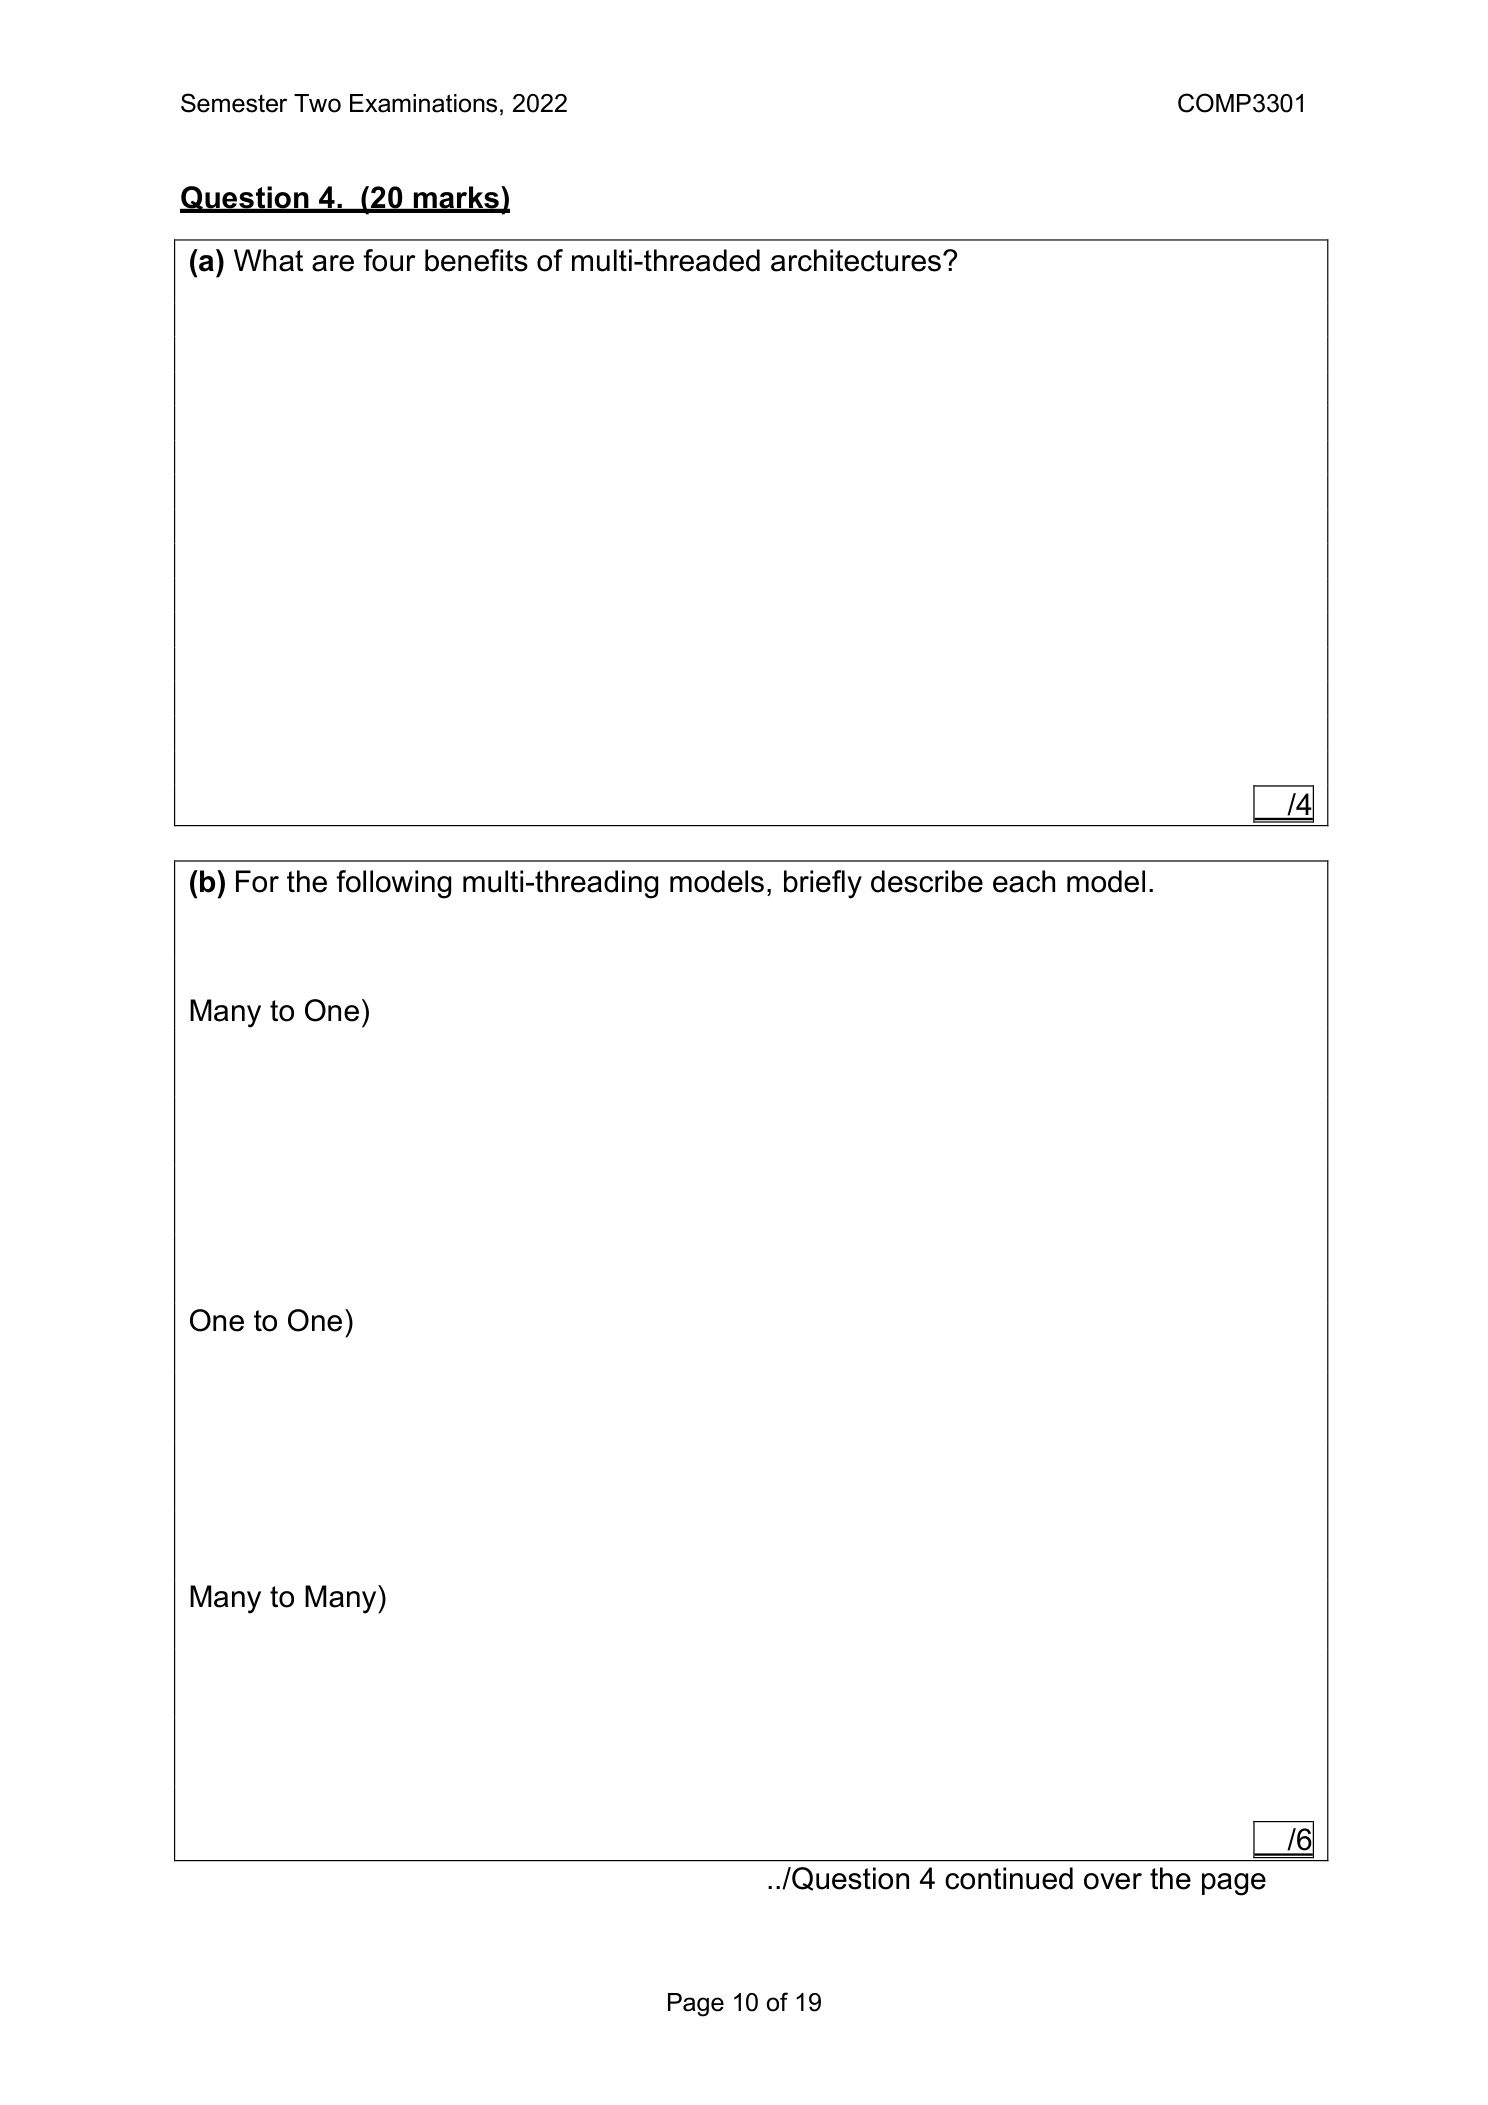 Semester Two Examinations, 2022 COMP3301
Question 4. (20 marks)
(a) What are four benefits of multi-threaded architectures?
/4
(b) For the following multi-threading models, briefly describe each model.
Many to One)
One to One)
Many to Many)
/6
../Question 4 continued over the page
Page 10 of 19